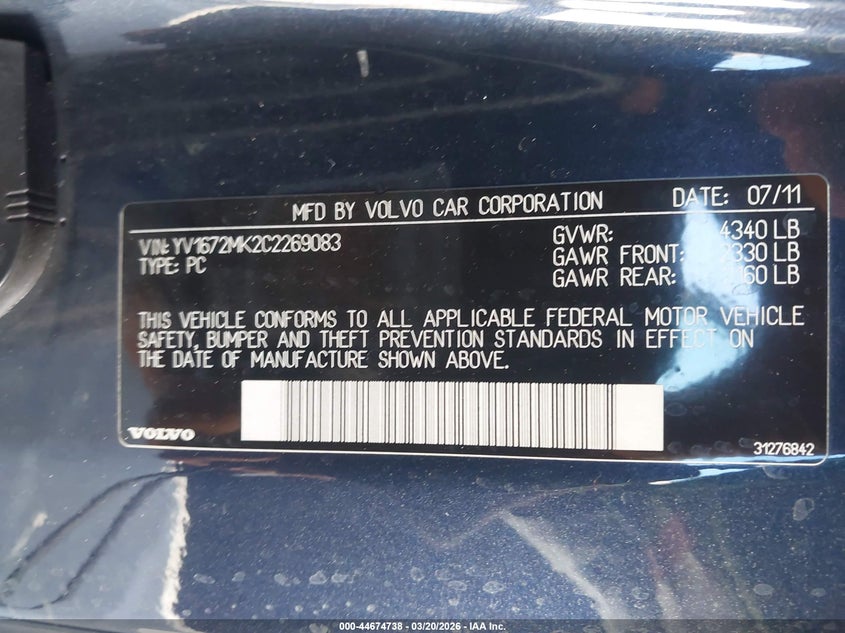 MFD BY VOLVO CAR CORPORATION DATE: 07/11
VIN: YV1672MK2C2269083
TYPE: PC
GVWR: 4340 LB
GAWR FRONT: 2330 LB
GAWR REAR: LB
THIS VEHICLE CONFORMS TO ALL APPLICABLE FEDERAL MOTOR VEHICLE
SAFETY, BUMPER AND THEFT PREVENTION STANDARDS IN EFFECT ON
THE DATE OF MANUFACTURE SHOWN ABOVE.
VOLVO
31276842
000-44674738 - 03/20/2026 - IAA Inc.